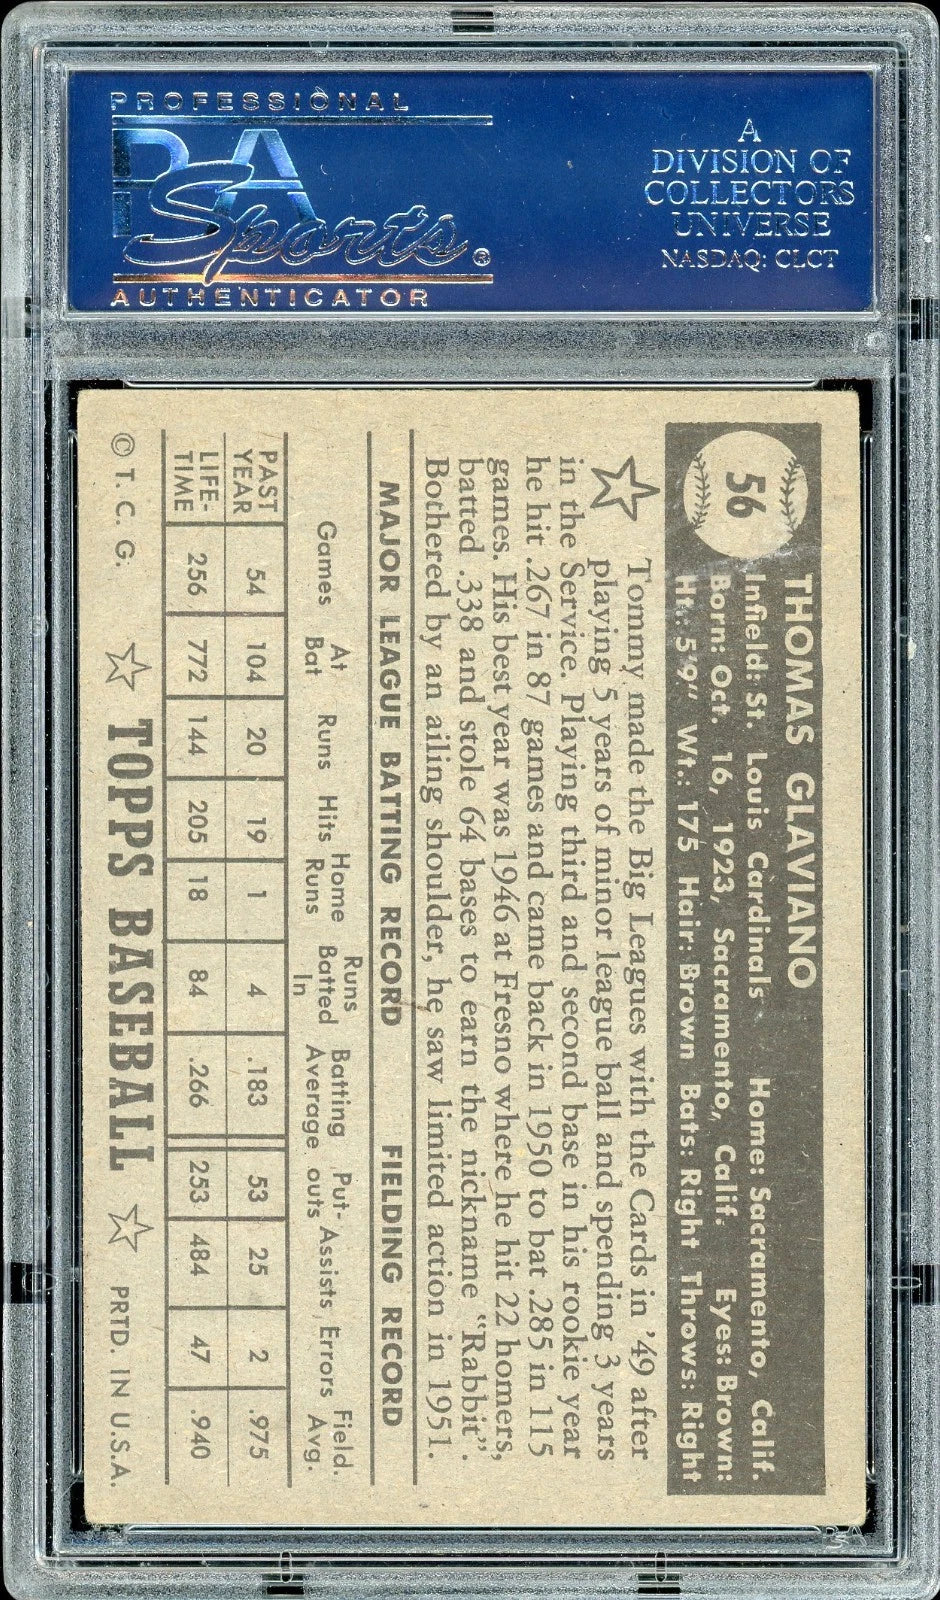 PROFESSIONAL
PSA
Sports®
AUTHENTICATOR
A
DIVISION OF
COLLECTORS
UNIVERSE
NASDAQ: CLCT
56
THOMAS GLAVIANO
Infield: St. Louis Cardinals Home: Sacramento, Calif.
Born: Oct. 16, 1923, Sacramento, Calif. Eyes: Brown:
Ht.: 5'9" Wt.: 175 Hair: Brown Bats: Right Throws: Right
Tommy made the Big Leagues with the Cards in '49 after
playing 5 years of minor league ball and spending 3 years
in the Service. Playing third and second base in his rookie year
he hit .267 in 87 games and came back in 1950 to bat .285 in 115
games. His best year was 1946 at Fresno where he hit 22 homers,
batted .338 and stole 64 bases to earn the nickname "Rabbit".
Bothered by an ailing shoulder, he saw limited action in 1951.
MAJOR LEAGUE BATTING RECORD FIELDING RECORD
Games At Bat Runs Hits Home Runs Runs Batted In Batting Average Put-outs Assists Errors Field. Avg.
PAST YEAR 54 104 20 19 1 4 .183 53 25 2 .975
LIFE-TIME 256 772 144 205 18 84 .266 253 484 47 .940
© T. C. G. TOPPS BASEBALL PRTD. IN U.S.A.